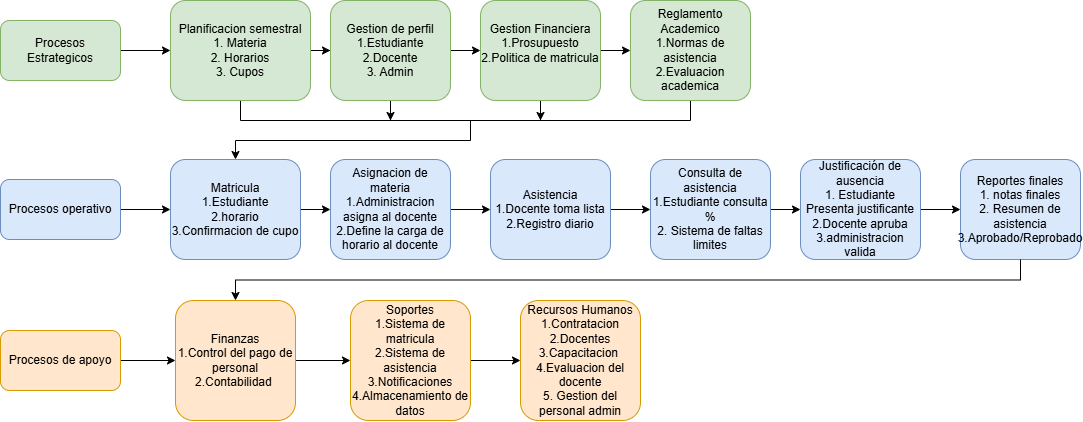 Procesos
Estrategicos
Planificacion semestral
1. Materia
2. Horarios
3. Cupos
Gestion de perfil
1.Estudiante
2.Docente
3. Admin
Gestion Financiera
1.Prosupuesto
2.Politica de matricula
Reglamento
Academico
1.Normas de
asistencia
2.Evaluacion
academica
Procesos operativo
Matricula
1.Estudiante
2.horario
3.Confirmacion de cupo
Asignacion de
materia
1.Administracion
asigna al docente
2.Define la carga de
horario al docente
Asistencia
1.Docente toma lista
2.Registro diario
Consulta de
asistencia
1.Estudiante consulta
%
2. Sistema de faltas
limites
Justificación de
ausencia
1. Estudiante
Presenta justificante
2.Docente apruba
3.administracion
valida
Reportes finales
1. notas finales
2. Resumen de
asistencia
3.Aprobado/Reprobado
Procesos de apoyo
Finanzas
1.Control del pago de
personal
2.Contabilidad
Soportes
1.Sistema de
matricula
2.Sistema de
asistencia
3.Notificaciones
4.Almacenamiento de
datos
Recursos Humanos
1.Contratacion
2.Docentes
3.Capacitacion
4.Evaluacion del
docente
5. Gestion del
personal admin